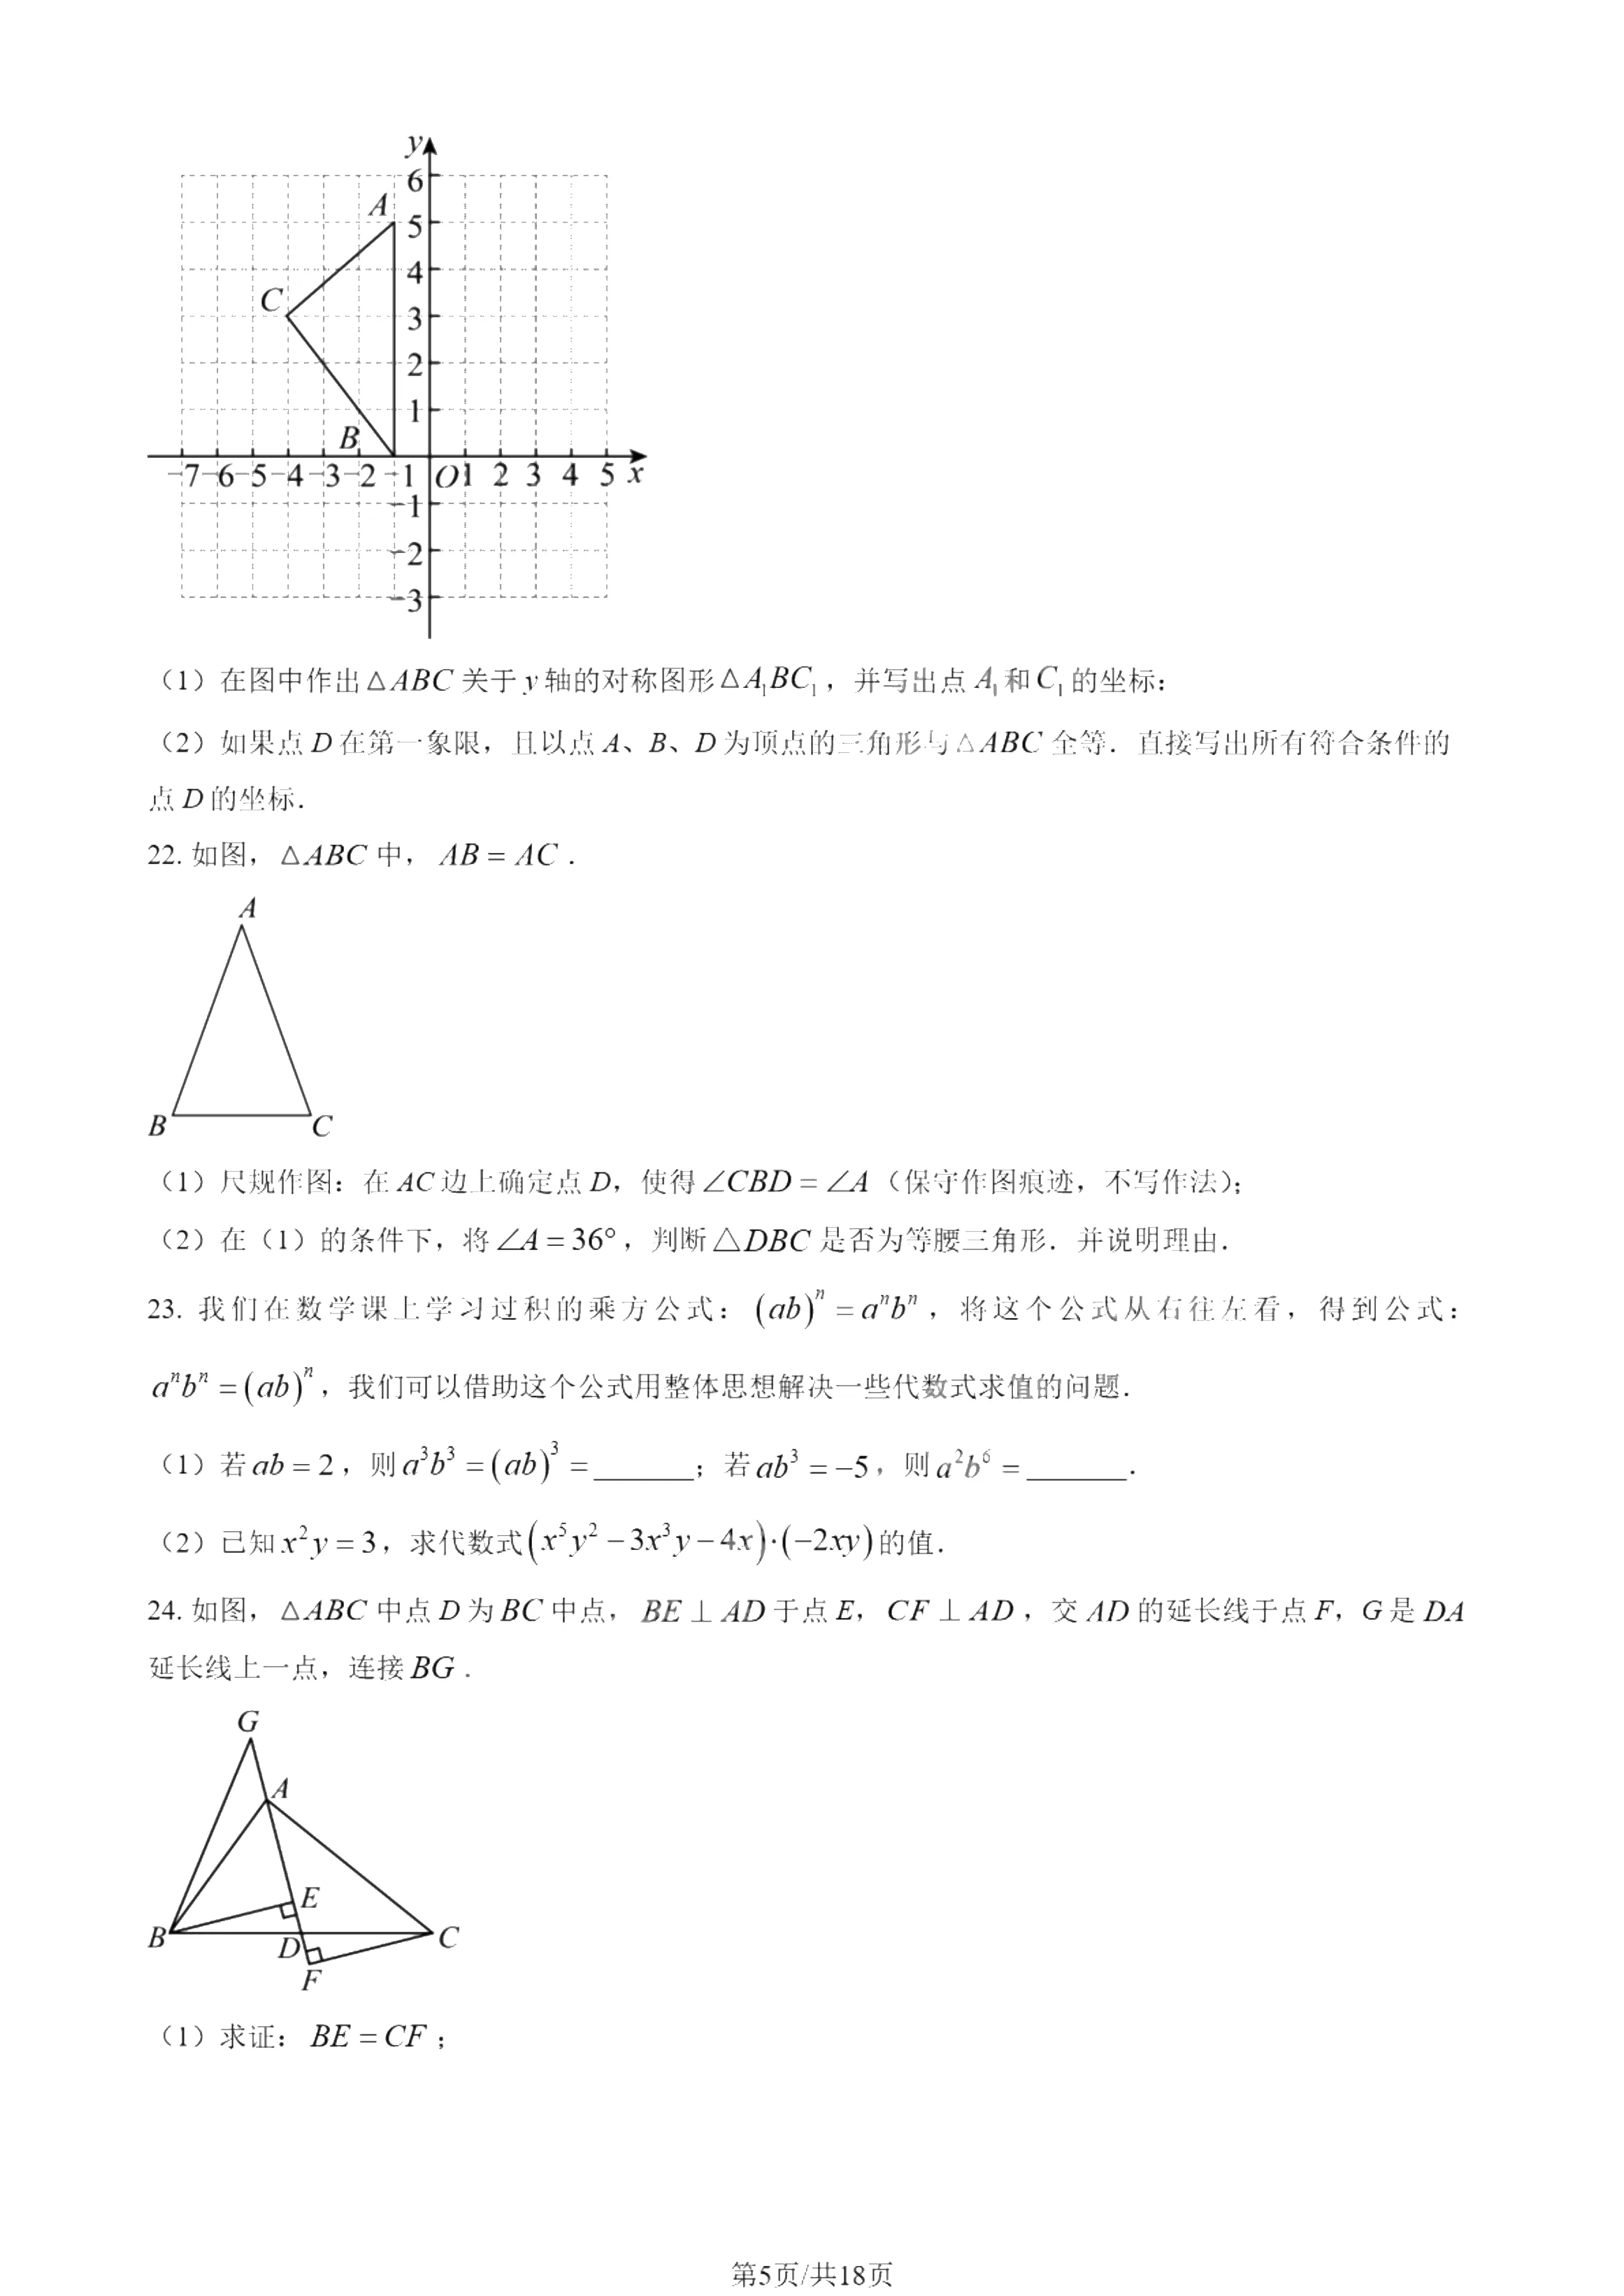 y
6
A
5
4
C
3
2
1
B
-7 -6 -5 -4 -3 -2 -1 O 1 2 3 4 5 x
-1
-2
-3
（1）在图中作出△ABC关于y轴的对称图形△A₁BC₁，并写出点A₁和C₁的坐标；
（2）如果点D在第一象限，且以点A、B、D为顶点的三角形与△ABC全等．直接写出所有符合条件的
点D的坐标．
22. 如图，△ABC中，AB = AC．
A
B C
（1）尺规作图：在AC边上确定点D，使得∠CBD = ∠A（保守作图痕迹，不写作法）；
（2）在（1）的条件下，将∠A = 36°，判断△DBC是否为等腰三角形．并说明理由．
23. 我们在数学课上学习过积的乘方公式：(ab)ⁿ = aⁿbⁿ，将这个公式从右往左看，得到公式：
aⁿbⁿ = (ab)ⁿ，我们可以借助这个公式用整体思想解决一些代数式求值的问题．
（1）若ab = 2，则a³b³ = (ab)³ = ______；若ab³ = −5，则a²b⁶ = ______．
（2）已知x²y = 3，求代数式(x⁵y² − 3x³y − 4x)·(−2xy)的值．
24. 如图，△ABC中点D为BC中点，BE ⊥ AD于点E，CF ⊥ AD，交AD的延长线于点F，G是DA
延长线上一点，连接BG．
G
A
E
B D C
F
（1）求证：BE = CF；
第5页/共18页